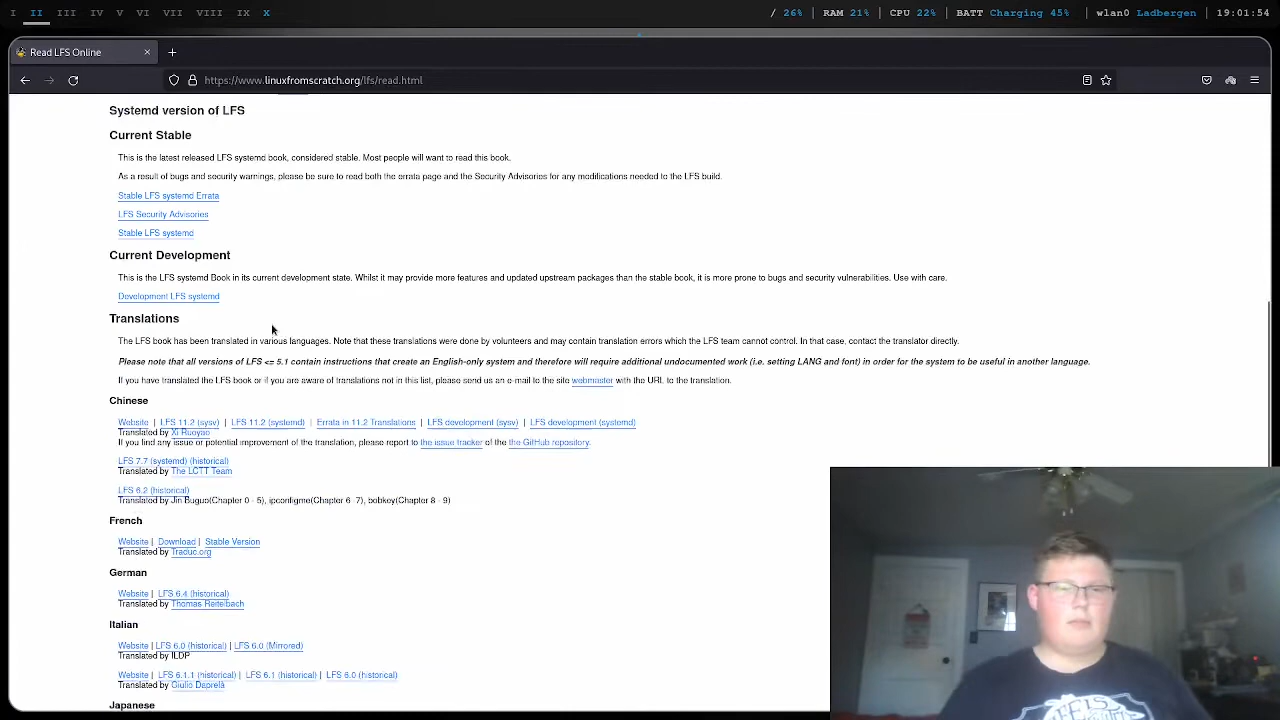 I II III IV V VI VII VIII IX X / 26% | RAM 21% | CPU 22% | BATT Charging 45% | wlan0 Ladbergen | 19:01:54
Read LFS Online
https://www.linuxfromscratch.org/lfs/read.html
Systemd version of LFS
Current Stable
This is the latest released LFS systemd book, considered stable. Most people will want to read this book.
As a result of bugs and security warnings, please be sure to read both the errata page and the Security Advisories for any modifications needed to the LFS build.
Stable LFS systemd Errata
LFS Security Advisories
Stable LFS systemd
Current Development
This is the LFS systemd Book in its current development state. Whilst it may provide more features and updated upstream packages than the stable book, it is more prone to bugs and security vulnerabilities. Use with care.
Development LFS systemd
Translations
The LFS book has been translated in various languages. Note that these translations were done by volunteers and may contain translation errors which the LFS team cannot control. In that case, contact the translator directly.
Please note that all versions of LFS <= 5.1 contain instructions that create an English-only system and therefore will require additional undocumented work (i.e. setting LANG and font) in order for the system to be useful in another language.
If you have translated the LFS book or if you are aware of translations not in this list, please send us an e-mail to the site webmaster with the URL to the translation.
Chinese
Website | LFS 11.2 (sysv) | LFS 11.2 (systemd) | Errata in 11.2 Translations | LFS development (sysv) | LFS development (systemd)
Translated by Xi Ruoyao
If you find any issue or potential improvement of the translation, please report to the issue tracker of the the GitHub repository.
LFS 7.7 (systemd) (historical)
Translated by The LCTT Team
LFS 6.2 (historical)
Translated by Jin Buguo(Chapter 0 - 5), ipconfigme(Chapter 6 -7), bobkey(Chapter 8 - 9)
French
Website | Download | Stable Version
Translated by Traduc.org
German
Website | LFS 6.4 (historical)
Translated by Thomas Reitelbach
Italian
Website | LFS 6.0 (historical) | LFS 6.0 (Mirrored)
Translated by ILDP
Website | LFS 6.1.1 (historical) | LFS 6.1 (historical) | LFS 6.0 (historical)
Translated by Giulio Daprelà
Japanese